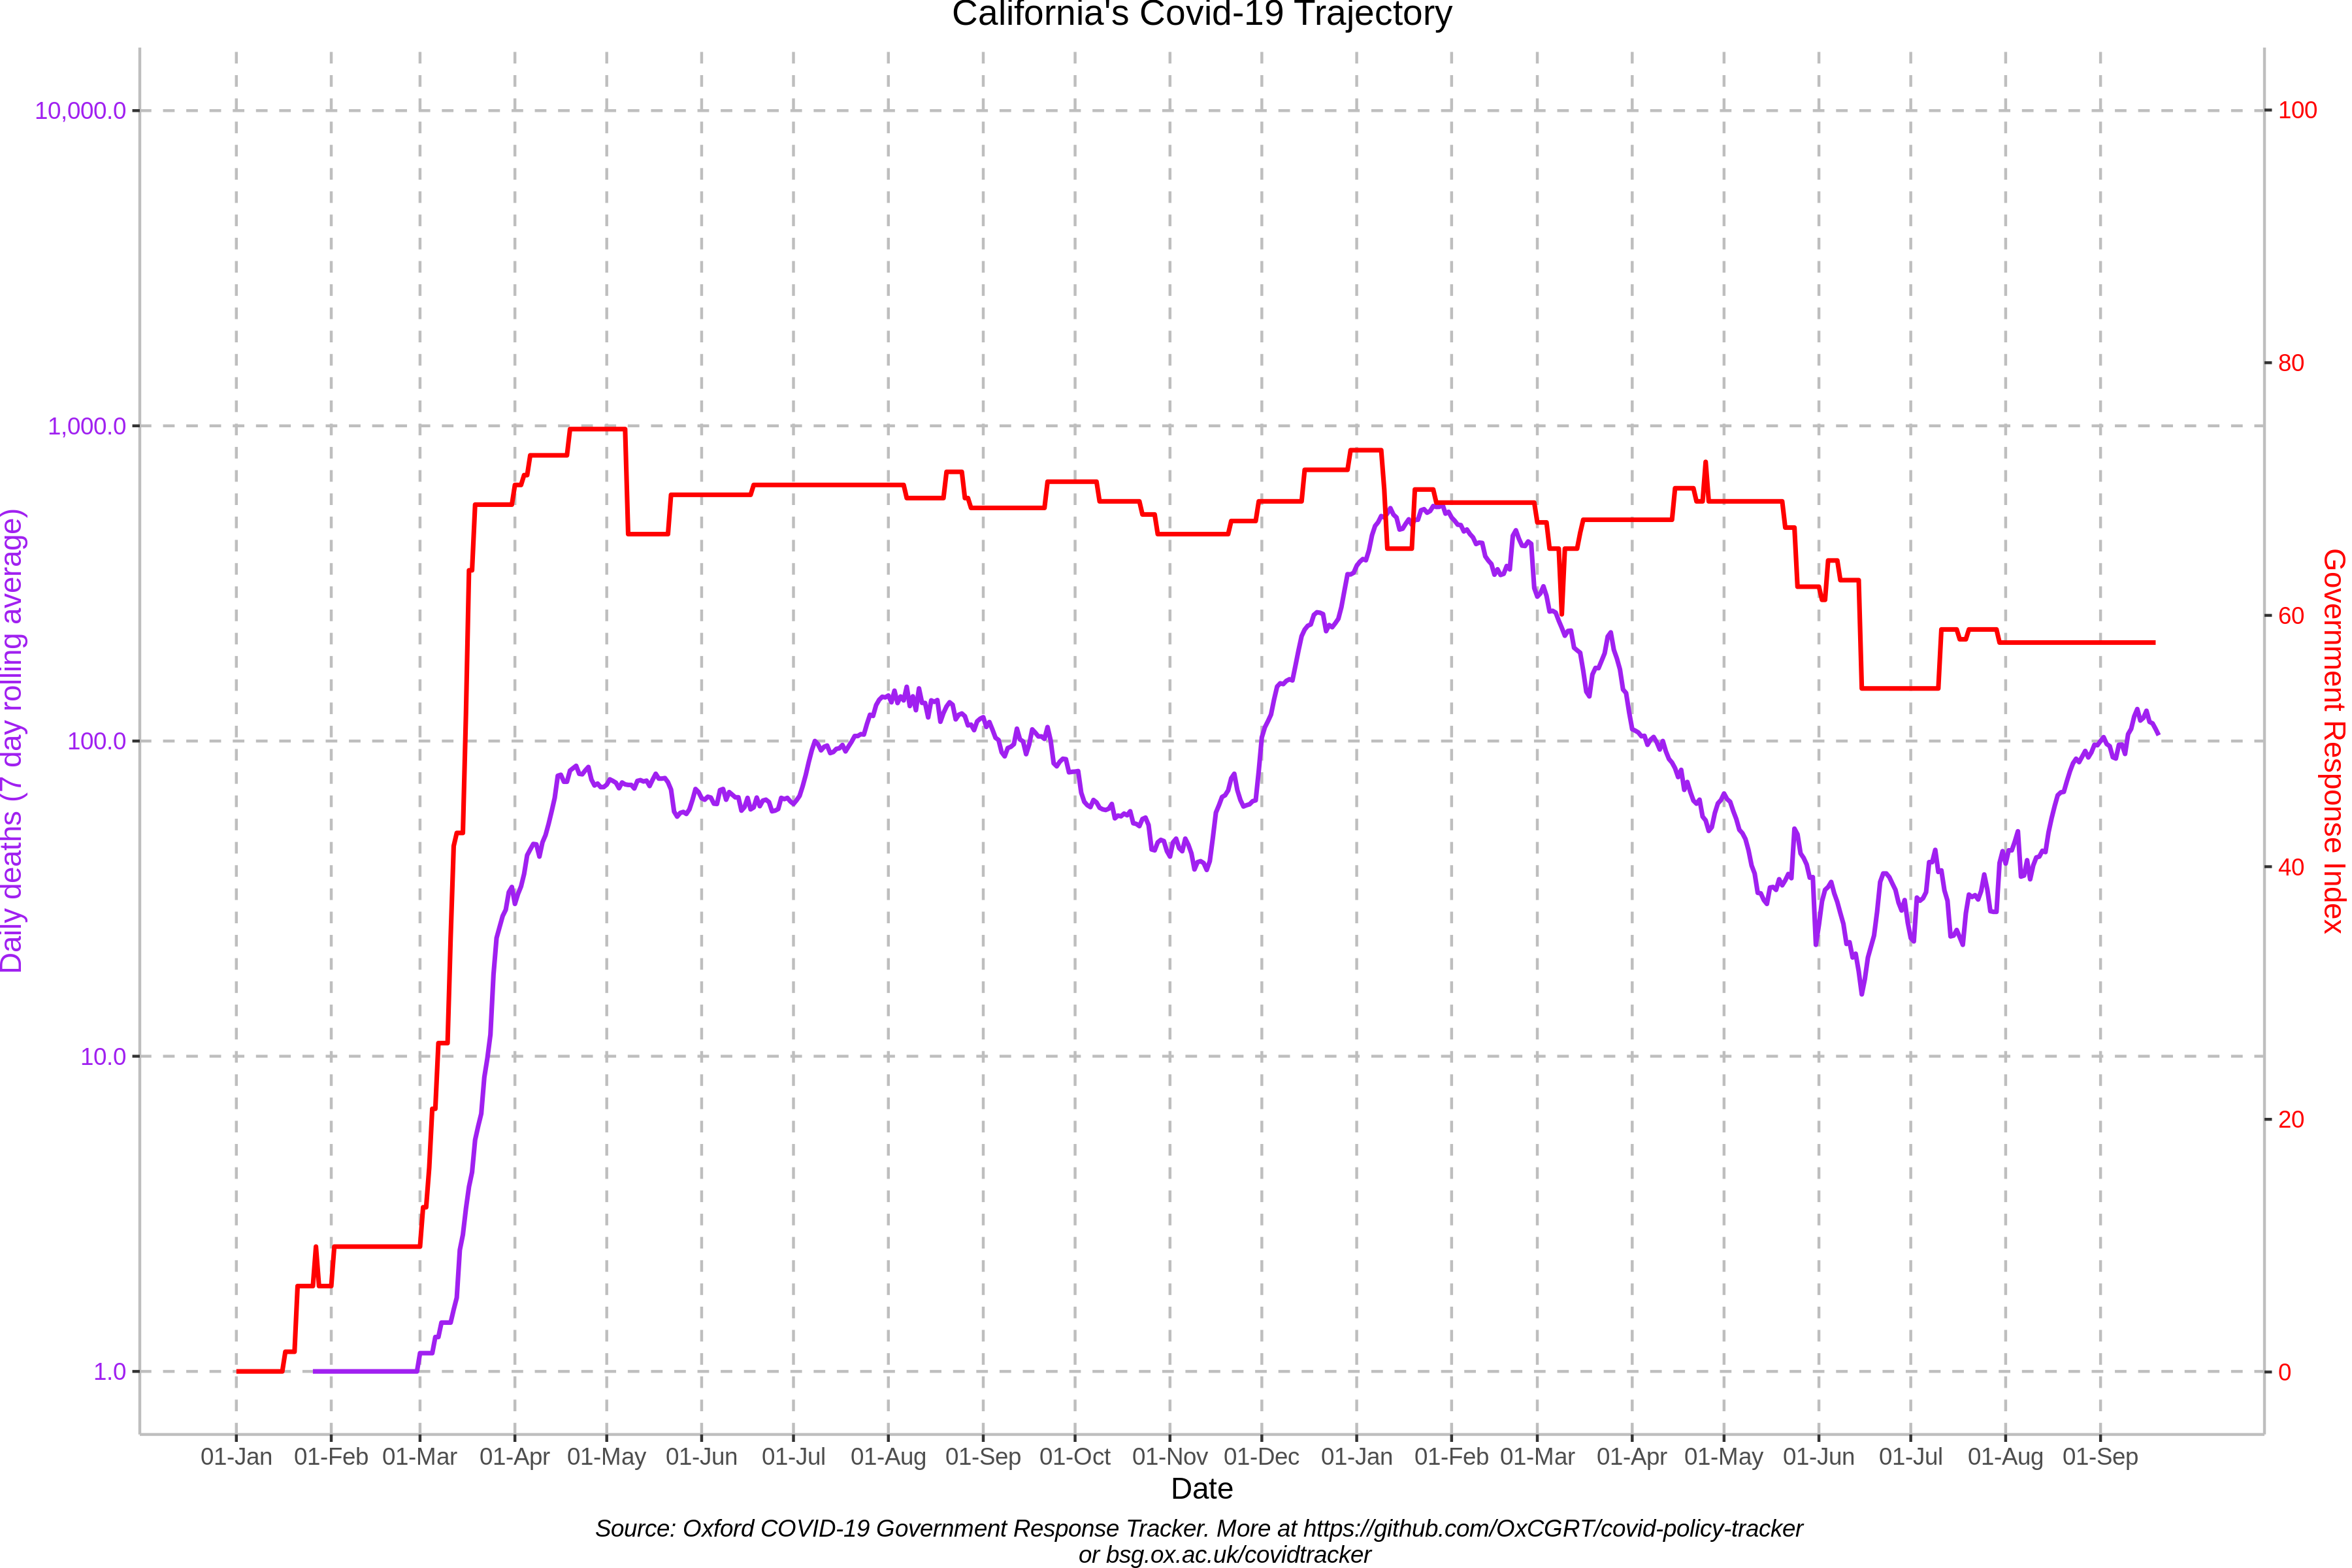 California's Covid-19 Trajectory
10,000.0
1,000.0
100.0
10.0
1.0
Daily deaths (7 day rolling average)
100
80
60
40
20
0
Government Response Index
01-Jan 01-Feb 01-Mar 01-Apr 01-May 01-Jun 01-Jul 01-Aug 01-Sep 01-Oct 01-Nov 01-Dec 01-Jan 01-Feb 01-Mar 01-Apr 01-May 01-Jun 01-Jul 01-Aug 01-Sep
Date
Source: Oxford COVID-19 Government Response Tracker. More at https://github.com/OxCGRT/covid-policy-tracker
or bsg.ox.ac.uk/covidtracker